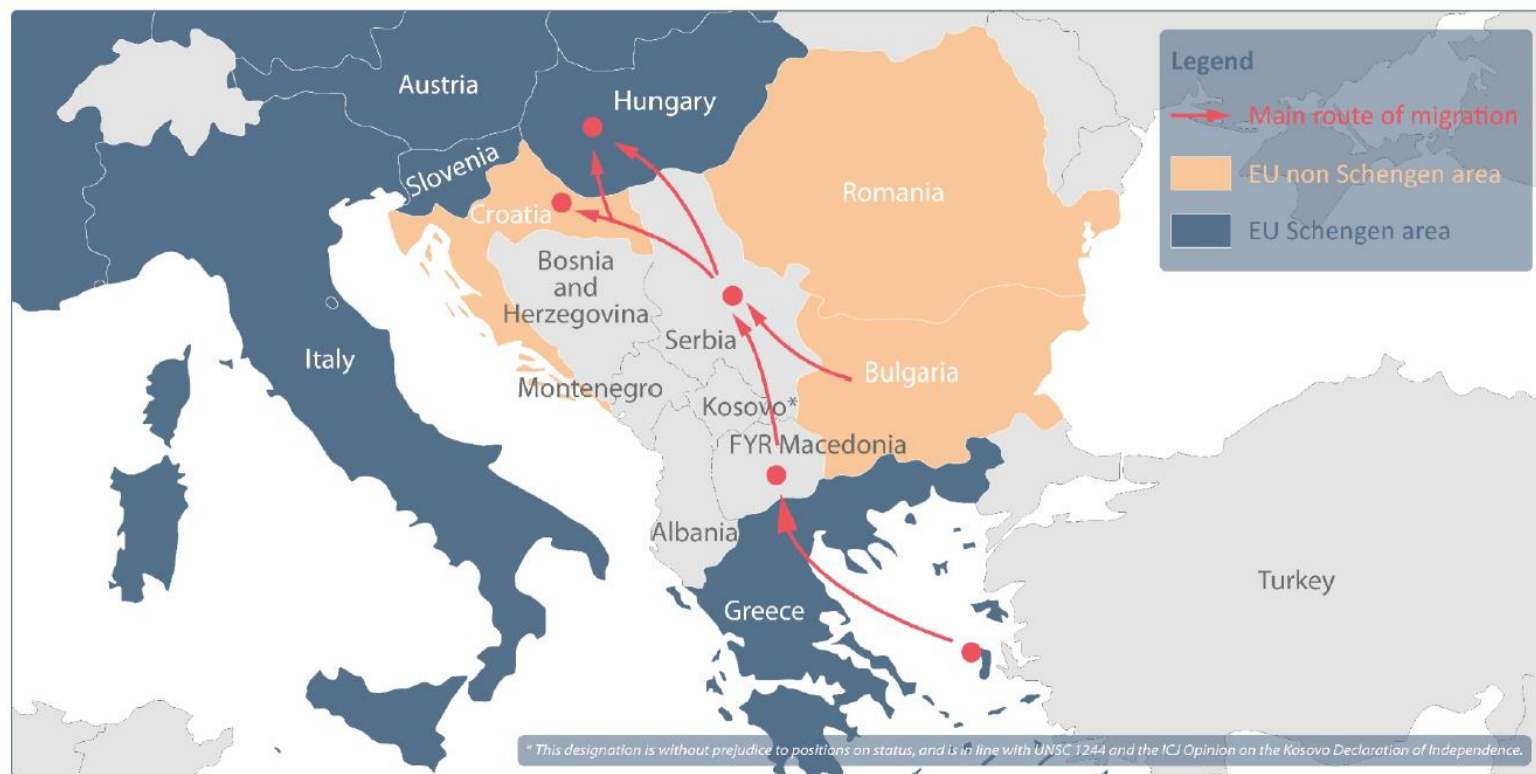 Legend
Main route of migration
EU non Schengen area
EU Schengen area
Austria
Hungary
Slovenia
Croatia
Romania
Bosnia
and
Herzegovina
Serbia
Italy
Montenegro
Bulgaria
Kosovo*
FYR Macedonia
Albania
Greece
Turkey
* This designation is without prejudice to positions on status, and is in line with UNSC 1244 and the ICJ Opinion on the Kosovo Declaration of Independence.